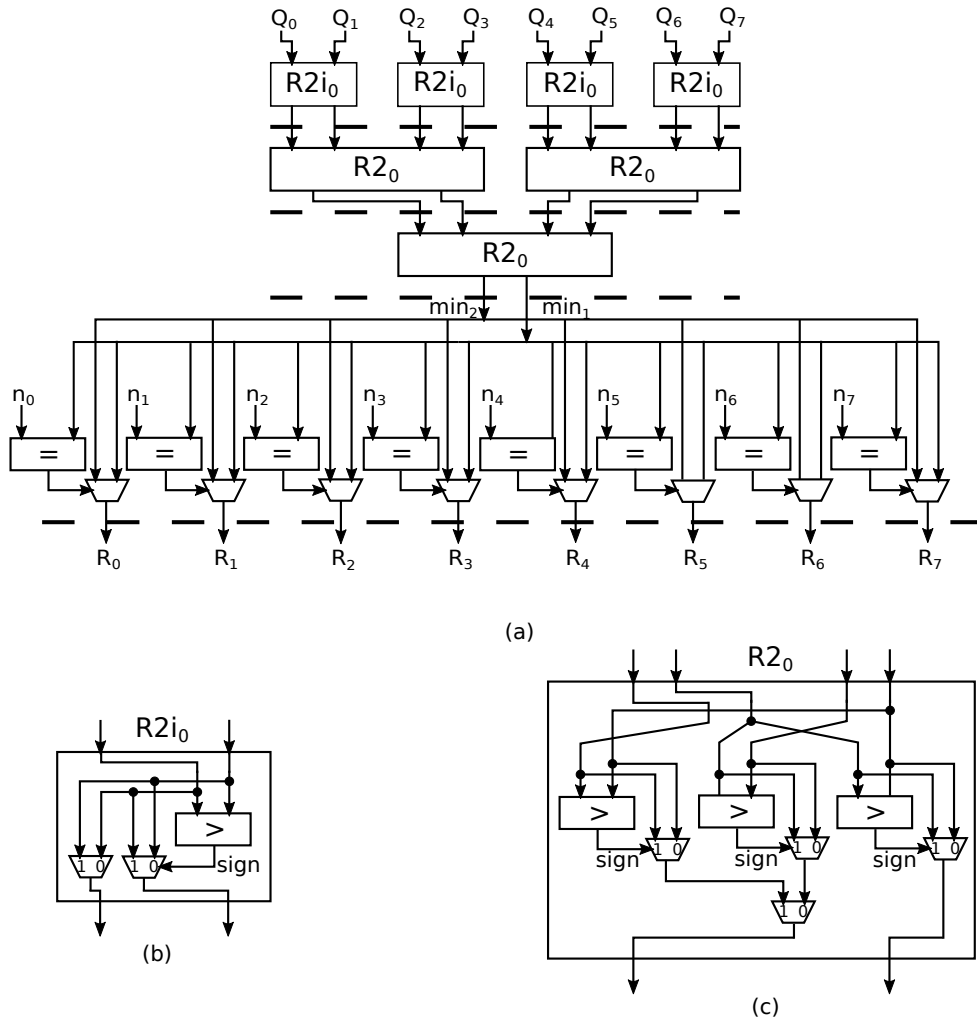 Q0 Q1 Q2 Q3 Q4 Q5 Q6 Q7
R2i0 R2i0 R2i0 R2i0
R20 R20
R20
min2 min1
n0 n1 n2 n3 n4 n5 n6 n7
= = = = = = = =
R0 R1 R2 R3 R4 R5 R6 R7
(a)
R2i0
>
1 0 1 0 sign
(b)
R20
> > >
sign 1 0 sign 1 0 sign 1 0
1 0
(c)